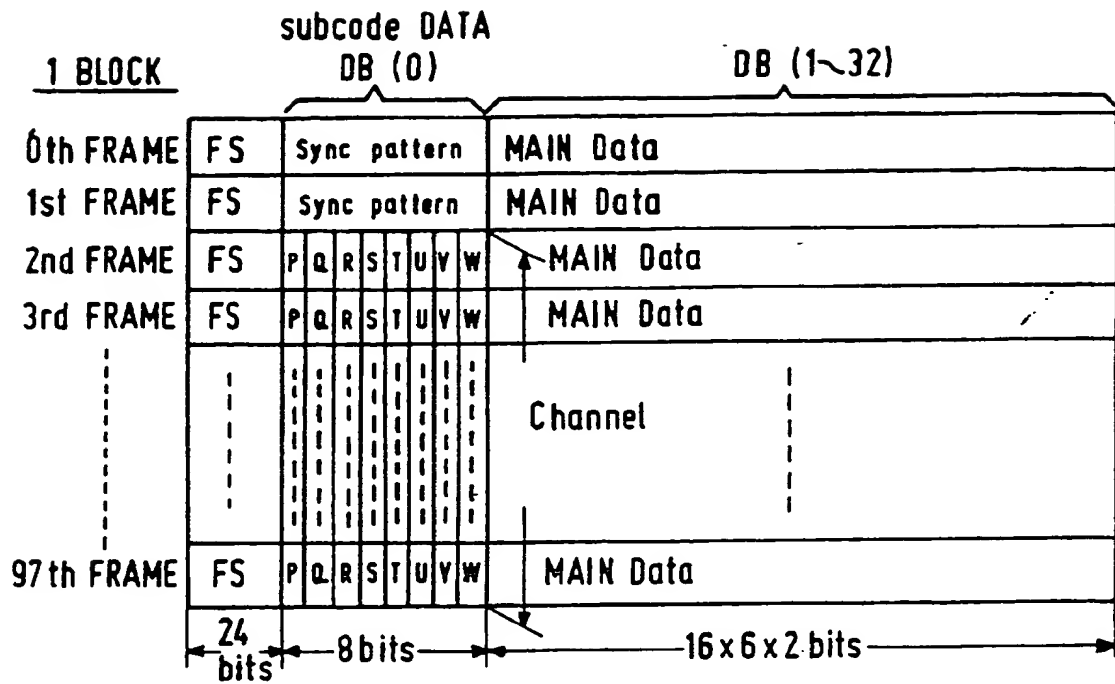 subcode DATA
1 BLOCK DB (0) DB (1~32)
0th FRAME FS Sync pattern MAIN Data
1st FRAME FS Sync pattern MAIN Data
2nd FRAME FS P Q R S T U V W MAIN Data
3rd FRAME FS P Q R S T U V W MAIN Data
Channel
97th FRAME FS P Q R S T U V W MAIN Data
24 bits 8 bits 16 x 6 x 2 bits